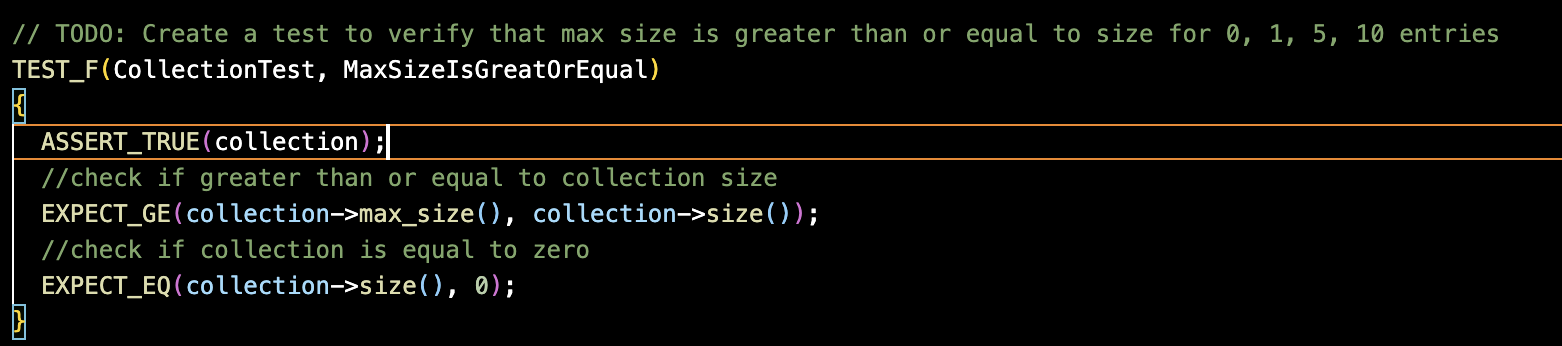 // TODO: Create a test to verify that max size is greater than or equal to size for 0, 1, 5, 10 entries
TEST_F(CollectionTest, MaxSizeIsGreatOrEqual)
{
ASSERT_TRUE(collection);
//check if greater than or equal to collection size
EXPECT_GE(collection->max_size(), collection->size());
//check if collection is equal to zero
EXPECT_EQ(collection->size(), 0);
}